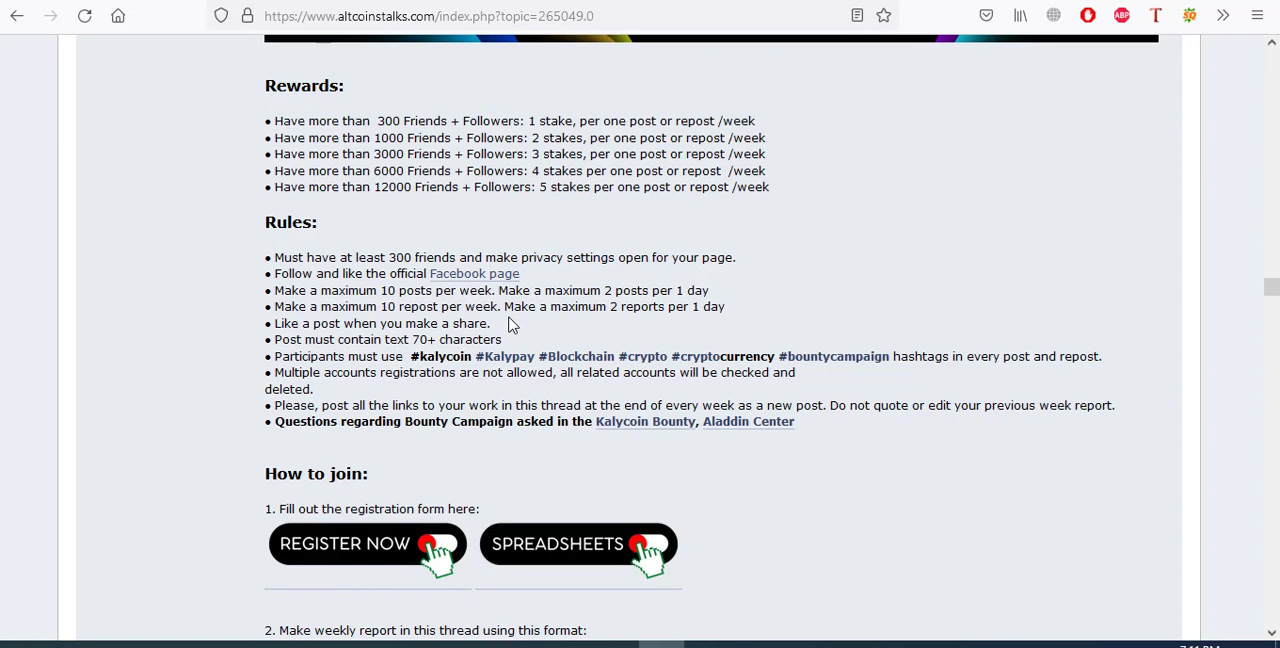 https://www.altcoinstalks.com/index.php?topic=265049.0
ABP
T
SQ
Rewards:
● Have more than  300 Friends + Followers: 1 stake, per one post or repost /week
● Have more than 1000 Friends + Followers: 2 stakes, per one post or repost /week
● Have more than 3000 Friends + Followers: 3 stakes, per one post or repost /week
● Have more than 6000 Friends + Followers: 4 stakes per one post or repost  /week
● Have more than 12000 Friends + Followers: 5 stakes per one post or repost /week
Rules:
● Must have at least 300 friends and make privacy settings open for your page.
● Follow and like the official Facebook page
● Make a maximum 10 posts per week. Make a maximum 2 posts per 1 day
● Make a maximum 10 repost per week. Make a maximum 2 reports per 1 day
● Like a post when you make a share.
● Post must contain text 70+ characters
● Participants must use  #kalycoin #Kalypay #Blockchain #crypto #cryptocurrency #bountycampaign hashtags in every post and repost.
● Multiple accounts registrations are not allowed, all related accounts will be checked and
deleted.
● Please, post all the links to your work in this thread at the end of every week as a new post. Do not quote or edit your previous week report.
● Questions regarding Bounty Campaign asked in the Kalycoin Bounty, Aladdin Center
How to join:
1. Fill out the registration form here:
REGISTER NOW SPREADSHEETS
2. Make weekly report in this thread using this format: